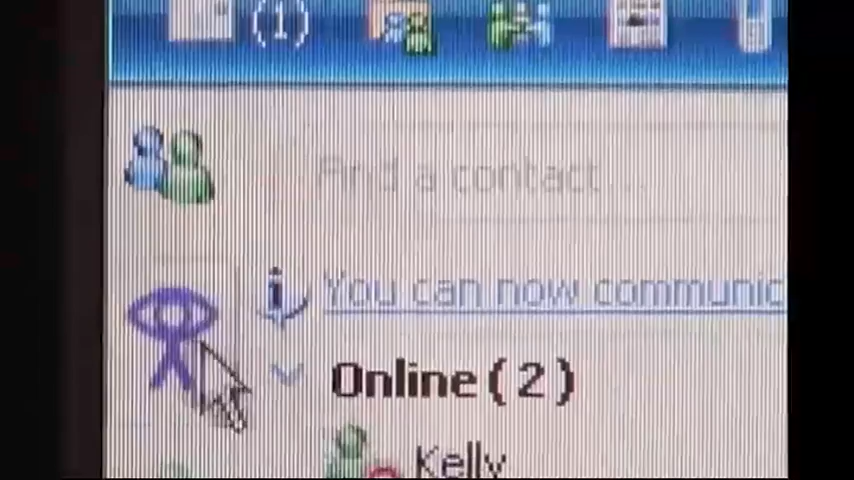 (1)
Find a contact...
You can now communic
Online (2)
Kelly